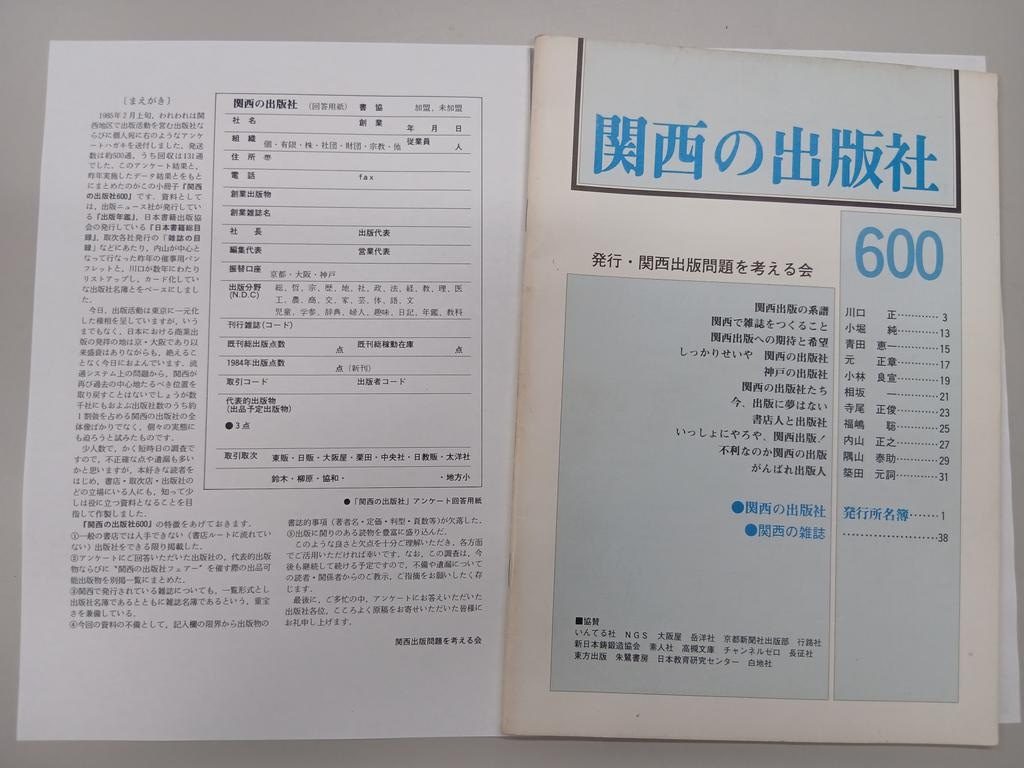 〔まえがき〕
1985年2月上旬、われわれは関
西地区で出版活動を営む出版社な
らびに個人宛に右のようなアンケ
ートハガキを送付しました。発送
数は約500通、うち回収は131通
でした。このアンケート結果と、
昨年実施したデータ結果とをもと
にまとめたのがこの小冊子『関西
の出版社600』です。資料として
は、出版ニュース社が発行してい
る『出版年鑑』、日本書籍出版協
会の発行している『日本書籍総目
録』、取次各社発行の「雑誌の目
録」などにあたり、内山が中心と
なって行なった昨年の催事用パン
フレットと、川口が数年にわたり
リストアップし、カード化してい
な出版社名簿とをベースにしまし
た。
今日、出版活動は東京に一元化
した様相を呈していますが、いう
までもなく、日本における商業出
版の発祥の地は京・大阪であり以
来盛衰はありながらも、絶えるこ
となく今日におよんでいます。流
通システム上の問題から、関西が
再び過去の中心地たるべき位置を
取り戻すことはないでしょうが数
千社にもおよぶ出版社数のうち約
1割強を占める関西の出版社の全
体像ばかりでなく、個々の実態に
も迫ろうと試みたものです。
少人数で、かく短時日の調査で
すので、不正確な点や遺漏も多い
かと思いますが、本好きな読者を
はじめ、書店・取次店・出版社の
どの立場にいる人にも、知って少
しは役に立つ資料となることを目
指して作製しました。
『関西の出版社600』の特徴をあげておきます。
①一般の書店では入手できない（書店ルートに流れていない）出版社をできる限り掲載した。
②アンケートにご回答いただいた出版社の、代表的出版物ならびに“関西の出版社フェアー”を催す際の出品可能出版物を別掲一覧にまとめた。
③関西で発行されている雑誌についても、一覧形式とし出版社名簿であるとともに雑誌名簿であるという、重宝さを兼備している。
④今回の資料の不備として、記入欄の限界から出版物の
書誌的事項（著者名・定価・判型・頁数等）が欠落した。
⑤出版に関りのある読物を豊富に盛り込んだ。
このような良さと欠点を十分ご理解いただき、各方面でご活用いただければ幸いです。なお、この調査は、今後も継続して続ける予定ですので、不備や遺漏についての読者・関係者からのご教示、ご指摘をお願いしたく存じます。
最後に、ご多忙の中、アンケートにお答えいただいた出版社各位、こころよく原稿をお寄せいただいた皆様にお礼申し上げます。
関西出版問題を考える会
関西の出版社 （回答用紙） 書協 加盟、未加盟
社名 創業 年 月 日
組織 個・有限・株・社団・財団・宗教・他 従業員 人
住所 〒
電話 fax
創業出版物
創業雑誌名
社長 出版代表
編集代表 営業代表
振替口座 京都・大阪・神戸
出版分野 (N.D.C) 総、哲、宗、歴、地、社、政、法、経、教、理、医
工、農、商、交、家、芸、体、語、文
児童、学参、辞典、婦人、趣味、日記、年鑑、教科
刊行雑誌（コード）
既刊総出版点数 点 既刊総稼動在庫 点
1984年出版点数 点（新刊）
取引コード 出版者コード
代表的出版物
（出品予定出版物）
●3点
取引取次 東販・日販・大阪屋・栗田・中央社・日教販・太洋社
鈴木・柳原・協和・ ・地方小
●「関西の出版社」アンケート回答用紙
関西の出版社
600
発行・関西出版問題を考える会
関西出版の系譜 川口 正…………3
関西で雑誌をつくること 小堀 純…………13
関西出版への期待と希望 青田 恵一…………15
しっかりせいや 関西の出版社 元 正章…………17
神戸の出版社 小林 良宣…………19
関西の出版社たち 相坂 一…………21
今、出版に夢はない 寺尾 正俊…………23
書店人と出版社 福嶋 聡…………25
いっしょにやろや、関西出版！ 内山 正之…………27
不利なのか関西の出版 隅山 泰助…………29
がんばれ出版人 築田 元詞…………31
●関西の出版社 発行所名簿……1
●関西の雑誌 ………………38
■協賛
いんてる社 NGS 大阪屋 岳洋社 京都新聞社出版部 行路社
新日本鋳鍛造協会 素人社 高槻文庫 チャンネルゼロ 長征社
東方出版 朱鷺書房 日本教育研究センター 白地社